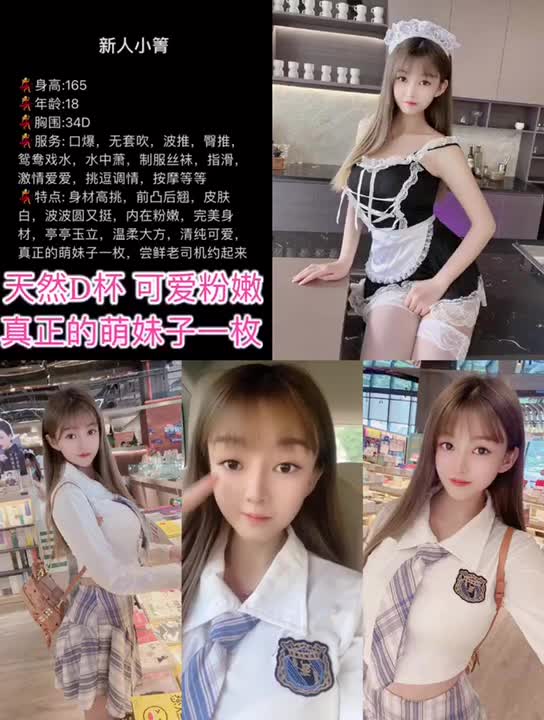 新人小箐
💃身高:165
💃年龄:18
💃胸围:34D
💃服务: 口爆，无套吹，波推，臀推，
鸳鸯戏水，水中萧，制服丝袜，指滑，
激情爱爱，挑逗调情，按摩等等
💃特点: 身材高挑，前凸后翘，皮肤
白，波波圆又挺，内在粉嫩，完美身
材，亭亭玉立，温柔大方，清纯可爱，
真正的萌妹子一枚，尝鲜老司机约起来
天然D杯 可爱粉嫩
真正的萌妹子一枚